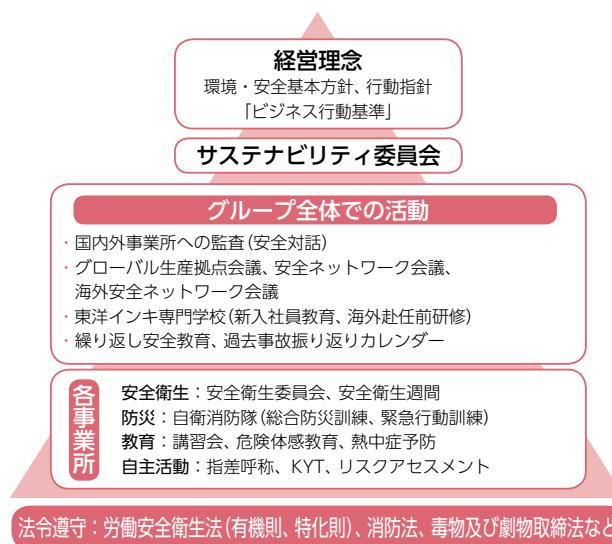 経営理念
環境・安全基本方針、行動指針
「ビジネス行動基準」
サステナビリティ委員会
グループ全体での活動
・国内外事業所への監査(安全対話)
・グローバル生産拠点会議、安全ネットワーク会議、
海外安全ネットワーク会議
・東洋インキ専門学校(新入社員教育、海外赴任前研修)
・繰り返し安全教育、過去事故振り返りカレンダー
各事業所
安全衛生：安全衛生委員会、安全衛生週間
防災：自衛消防隊(総合防災訓練、緊急行動訓練)
教育：講習会、危険体感教育、熱中症予防
自主活動：指差呼称、KYT、リスクアセスメント
法令遵守：労働安全衛生法(有機則、特化則)、消防法、毒物及び劇物取締法など